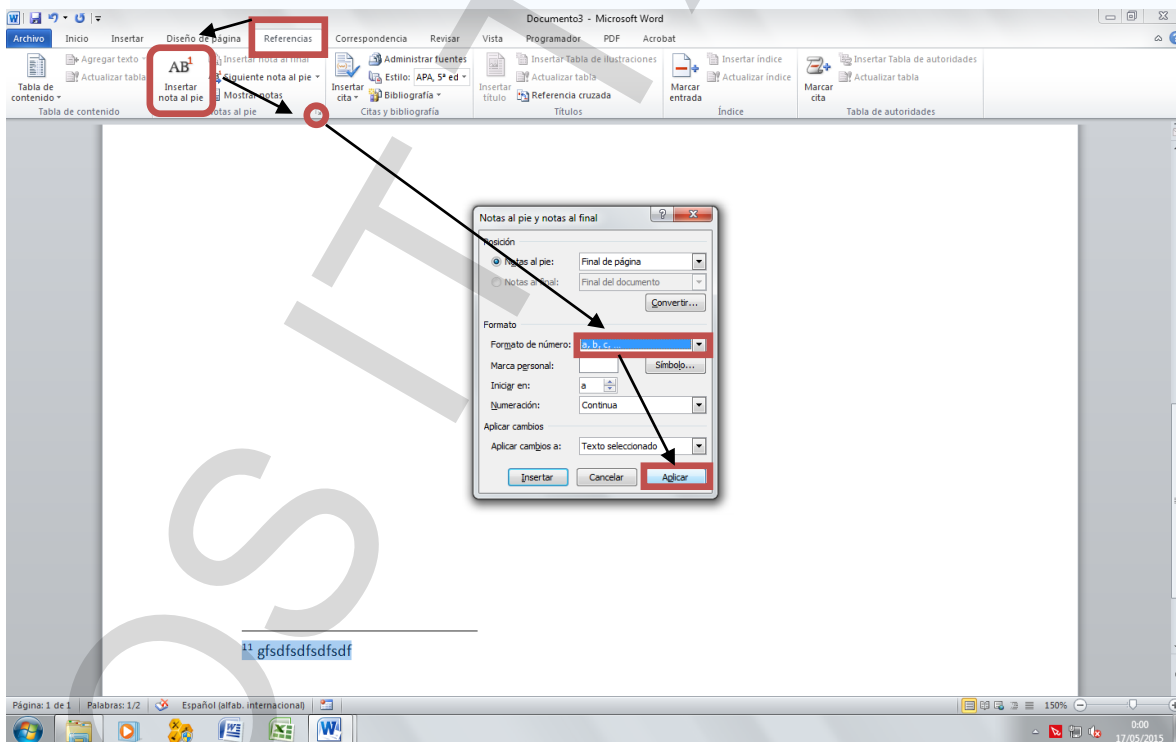 Documento3 - Microsoft Word
Archivo Inicio Insertar Diseño de página Referencias Correspondencia Revisar Vista Programador PDF Acrobat
Tabla de contenido
Agregar texto
Actualizar tabla
Tabla de contenido
AB1
Insertar nota al pie
Insertar nota al final
Siguiente nota al pie
Mostrar notas
Notas al pie
Insertar cita
Administrar fuentes
Estilo: APA, 5ª ed
Bibliografía
Citas y bibliografía
Insertar título
Insertar Tabla de ilustraciones
Actualizar tabla
Referencia cruzada
Títulos
Marcar entrada
Insertar índice
Actualizar índice
Índice
Marcar cita
Insertar Tabla de autoridades
Actualizar tabla
Tabla de autoridades
Notas al pie y notas al final
Posición
Notas al pie: Final de página
Notas al final: Final del documento
Convertir...
Formato
Formato de número: a, b, c, ...
Marca personal: Símbolo...
Iniciar en: a
Numeración: Continua
Aplicar cambios
Aplicar cambios a: Texto seleccionado
Insertar Cancelar Aplicar
11 gfsdfsdfsdfsdf
Página: 1 de 1 Palabras: 1/2 Español (alfab. internacional) 150%
0:00
17/05/2015